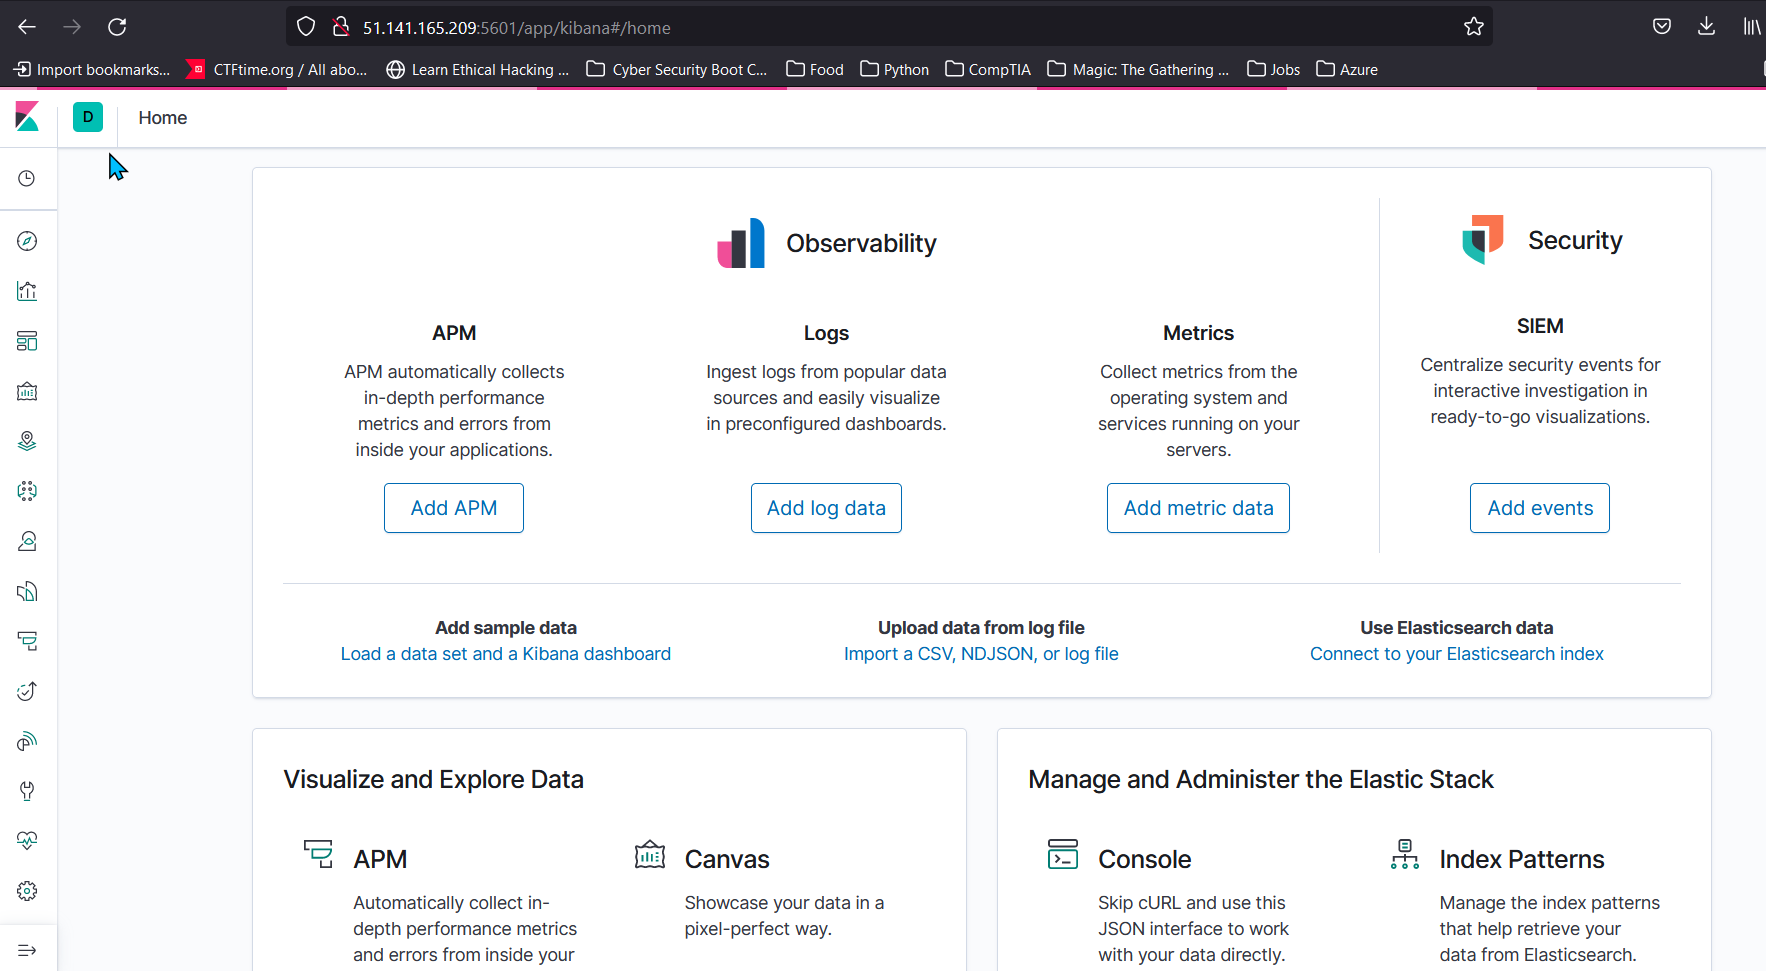 51.141.165.209:5601/app/kibana#/home
Import bookmarks... CTFtime.org / All abo... Learn Ethical Hacking ... Cyber Security Boot C... Food Python CompTIA Magic: The Gathering ... Jobs Azure
D Home
Observability
Security
APM
APM automatically collects
in-depth performance
metrics and errors from
inside your applications.
Add APM
Logs
Ingest logs from popular data
sources and easily visualize
in preconfigured dashboards.
Add log data
Metrics
Collect metrics from the
operating system and
services running on your
servers.
Add metric data
SIEM
Centralize security events for
interactive investigation in
ready-to-go visualizations.
Add events
Add sample data
Load a data set and a Kibana dashboard
Upload data from log file
Import a CSV, NDJSON, or log file
Use Elasticsearch data
Connect to your Elasticsearch index
Visualize and Explore Data
APM
Automatically collect in-
depth performance metrics
and errors from inside your
Canvas
Showcase your data in a
pixel-perfect way.
Manage and Administer the Elastic Stack
Console
Skip cURL and use this
JSON interface to work
with your data directly.
Index Patterns
Manage the index patterns
that help retrieve your
data from Elasticsearch.